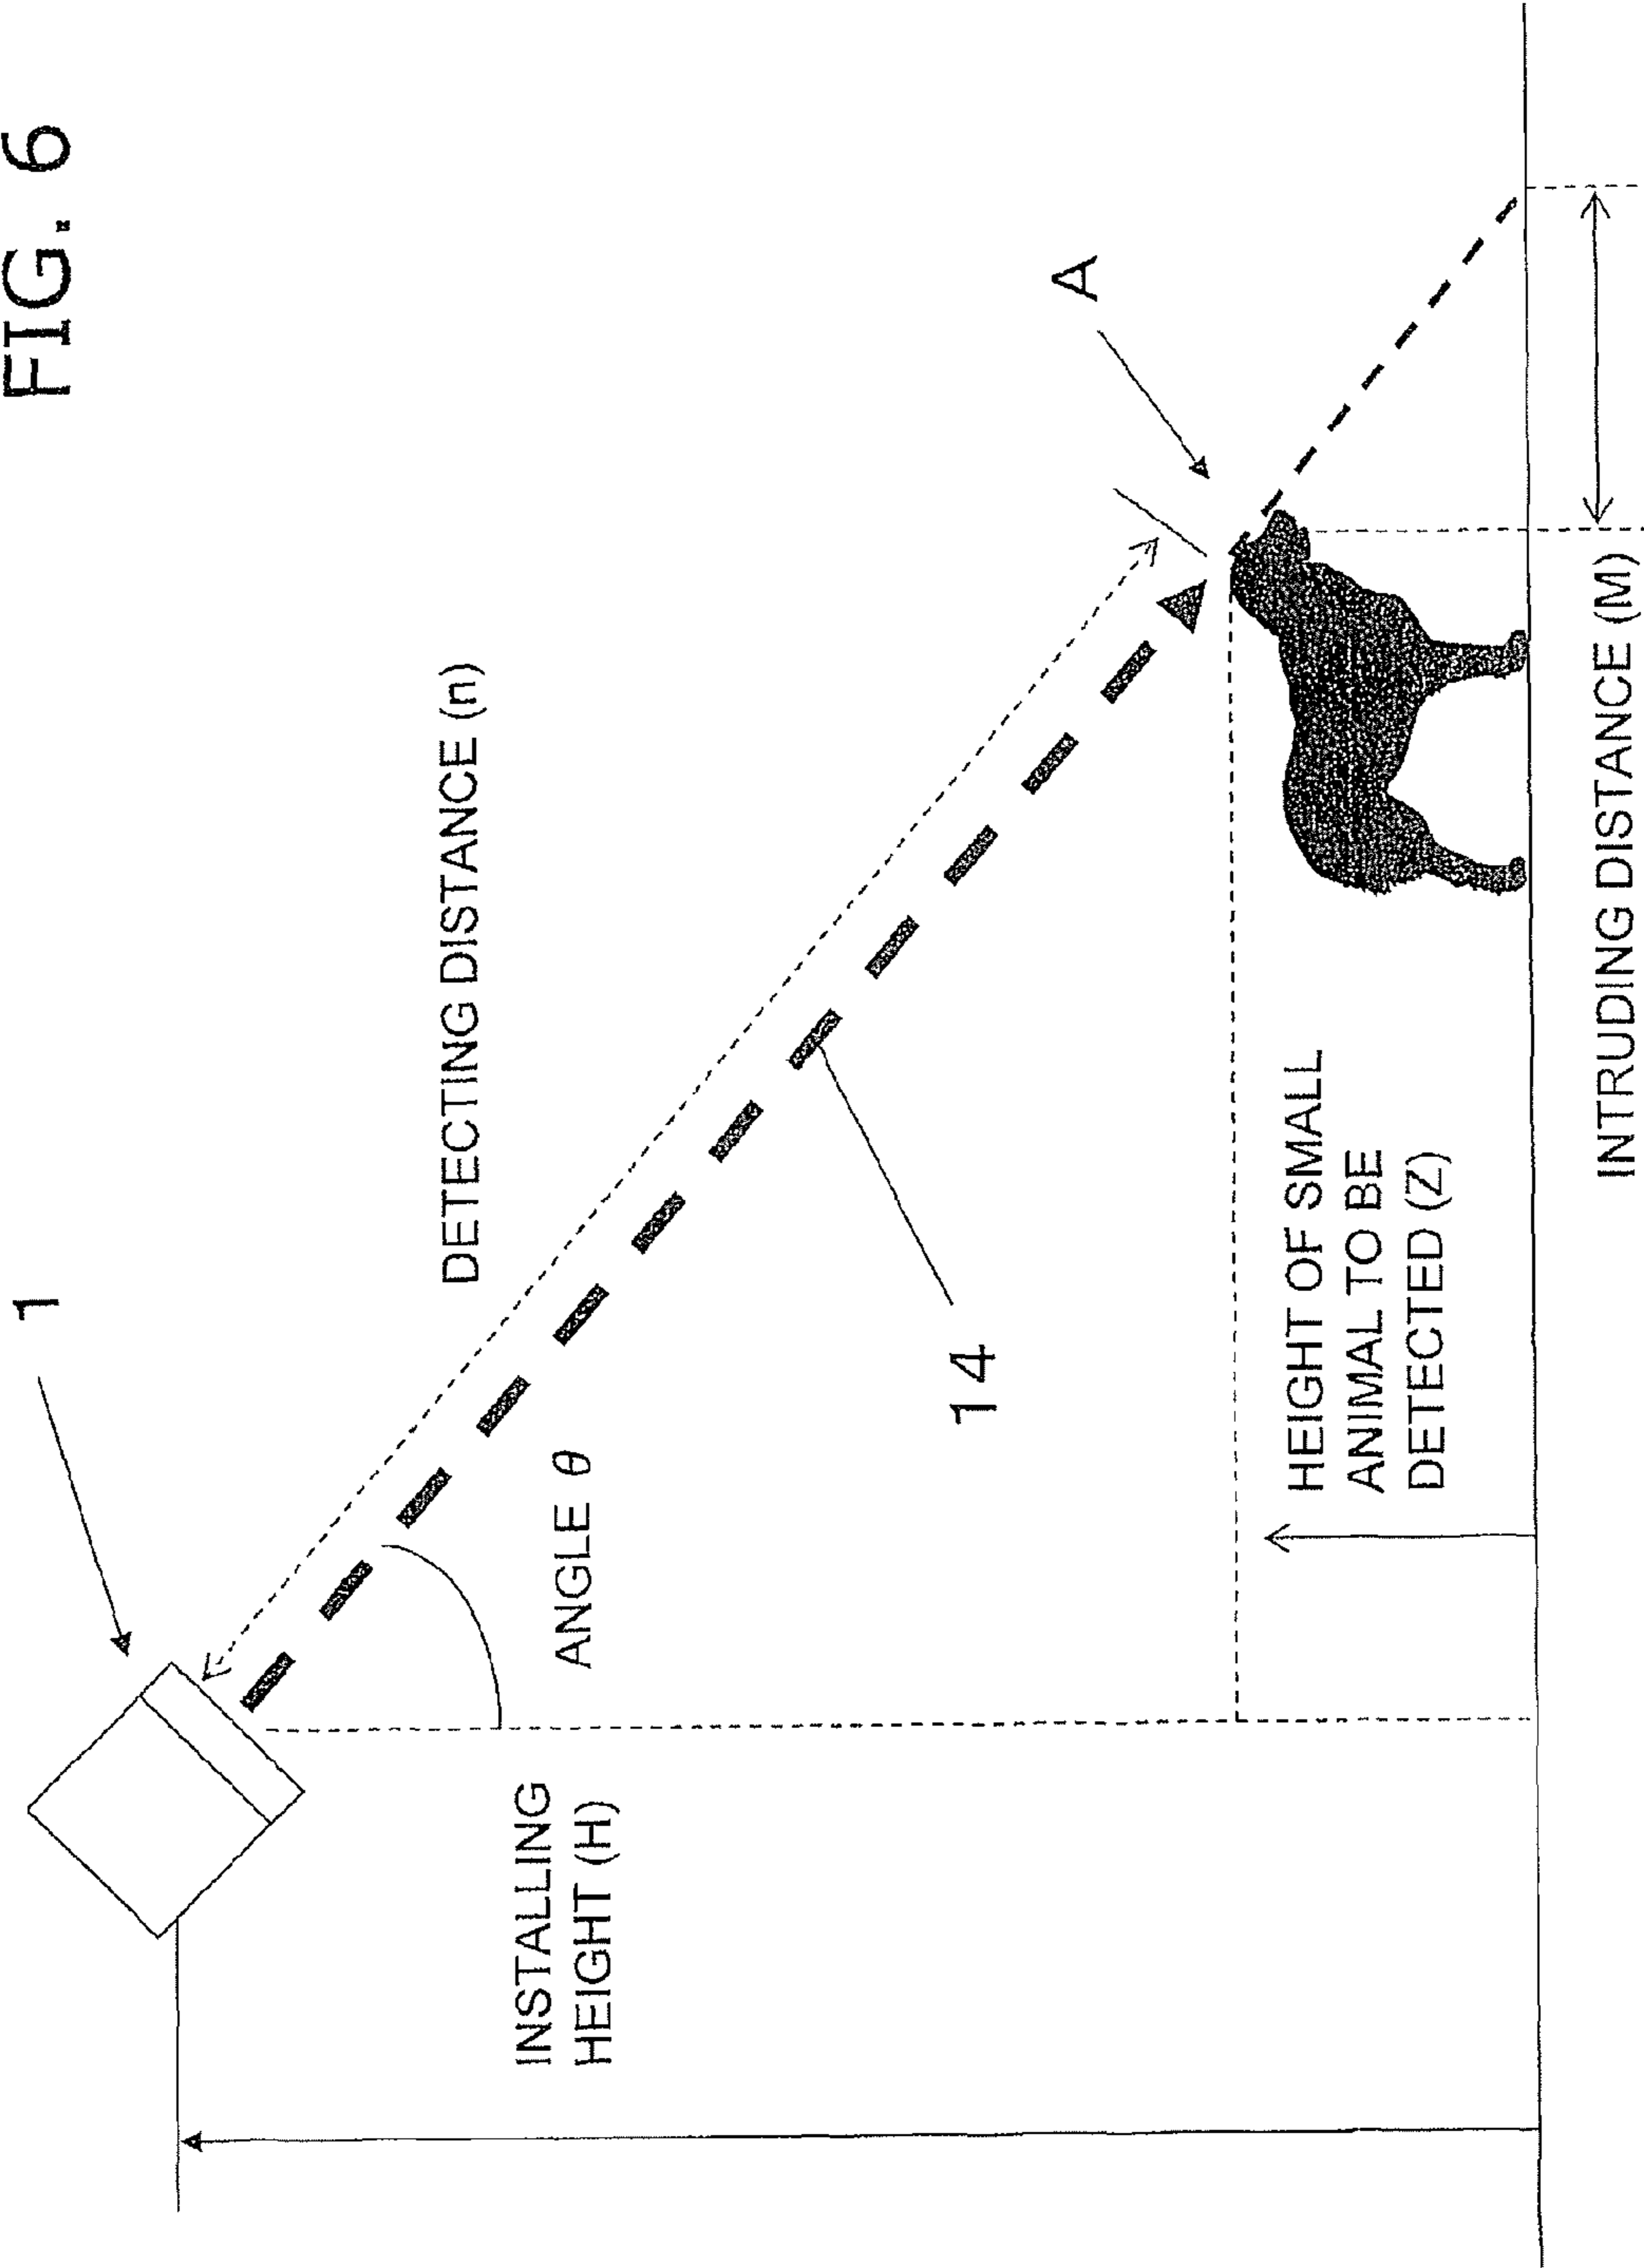 FIG. 6
1
DETECTING DISTANCE (n)
A
INSTALLING
HEIGHT (H)
ANGLE θ
14
HEIGHT OF SMALL
ANIMAL TO BE
DETECTED (Z)
INTRUDING DISTANCE (M)